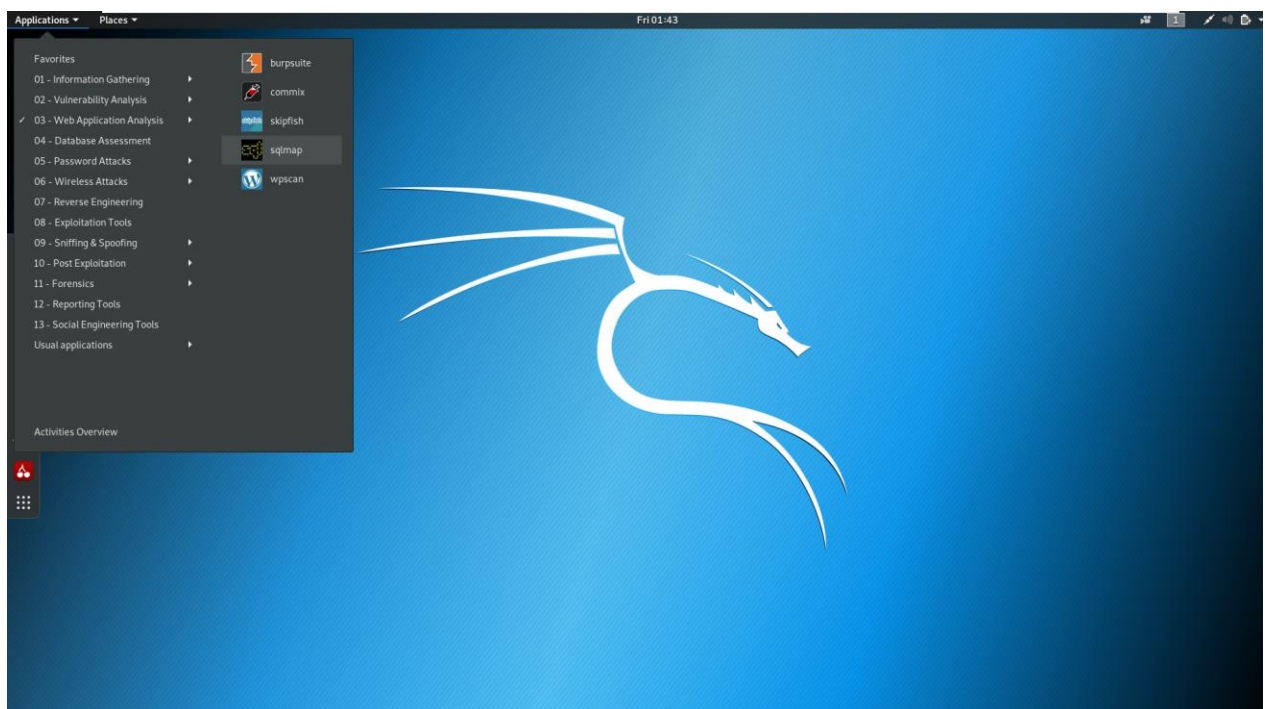 Applications Places Fri 01:43 1
Favorites
01 - Information Gathering
02 - Vulnerability Analysis
03 - Web Application Analysis
04 - Database Assessment
05 - Password Attacks
06 - Wireless Attacks
07 - Reverse Engineering
08 - Exploitation Tools
09 - Sniffing & Spoofing
10 - Post Exploitation
11 - Forensics
12 - Reporting Tools
13 - Social Engineering Tools
Usual applications
Activities Overview
burpsuite
commix
skipfish
sqlmap
wpscan